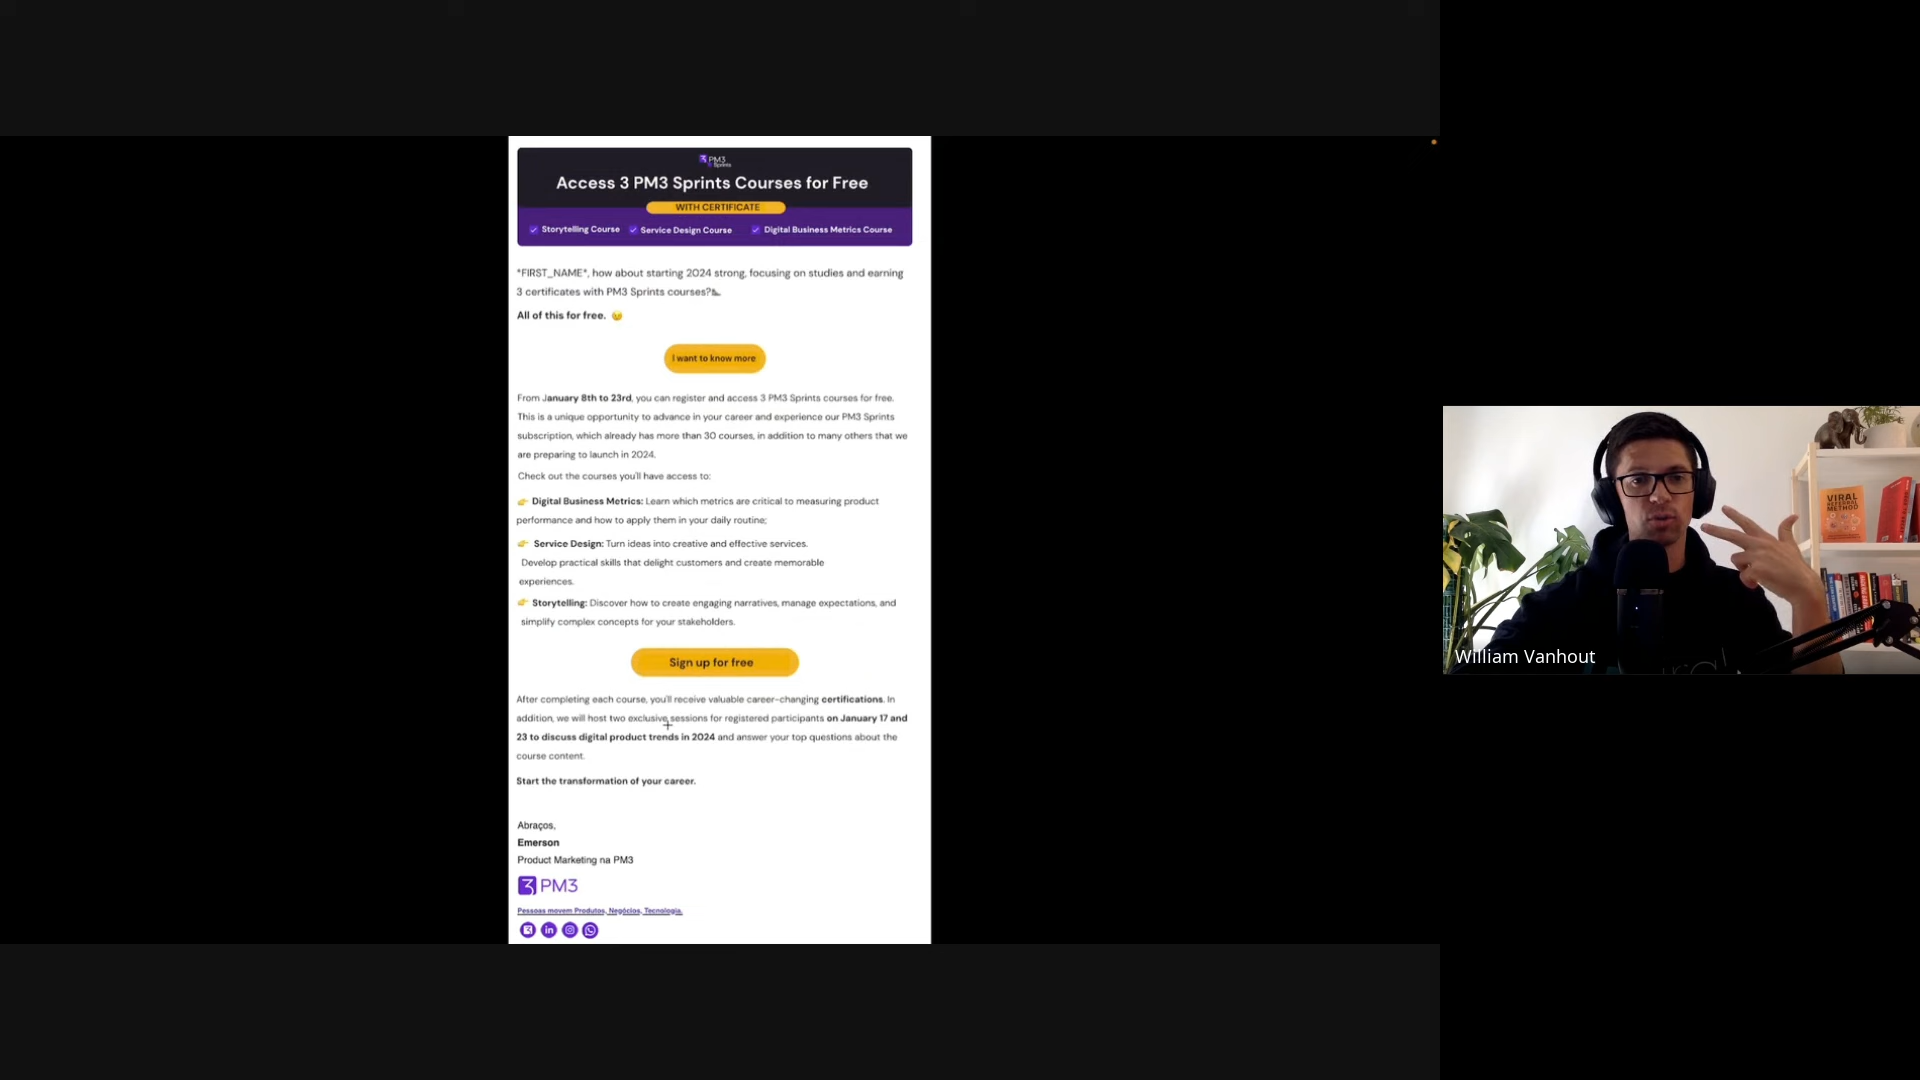 PM3
Sprints
Access 3 PM3 Sprints Courses for Free
WITH CERTIFICATE
Storytelling Course Service Design Course Digital Business Metrics Course
*FIRST_NAME*, how about starting 2024 strong, focusing on studies and earning
3 certificates with PM3 Sprints courses?
All of this for free. 😉
I want to know more
From January 8th to 23rd, you can register and access 3 PM3 Sprints courses for free.
This is a unique opportunity to advance in your career and experience our PM3 Sprints
subscription, which already has more than 30 courses, in addition to many others that we
are preparing to launch in 2024.
Check out the courses you'll have access to:
👉 Digital Business Metrics: Learn which metrics are critical to measuring product
performance and how to apply them in your daily routine;
👉 Service Design: Turn ideas into creative and effective services.
Develop practical skills that delight customers and create memorable
experiences.
👉 Storytelling: Discover how to create engaging narratives, manage expectations, and
simplify complex concepts for your stakeholders.
Sign up for free
After completing each course, you'll receive valuable career-changing certifications. In
addition, we will host two exclusive sessions for registered participants on January 17 and
23 to discuss digital product trends in 2024 and answer your top questions about the
course content.
Start the transformation of your career.
Abraços,
Emerson
Product Marketing na PM3
PM3
Pessoas movem Produtos, Negócios, Tecnologia.
in
VIRAL
REFERRAL
METHOD
William Vanhout